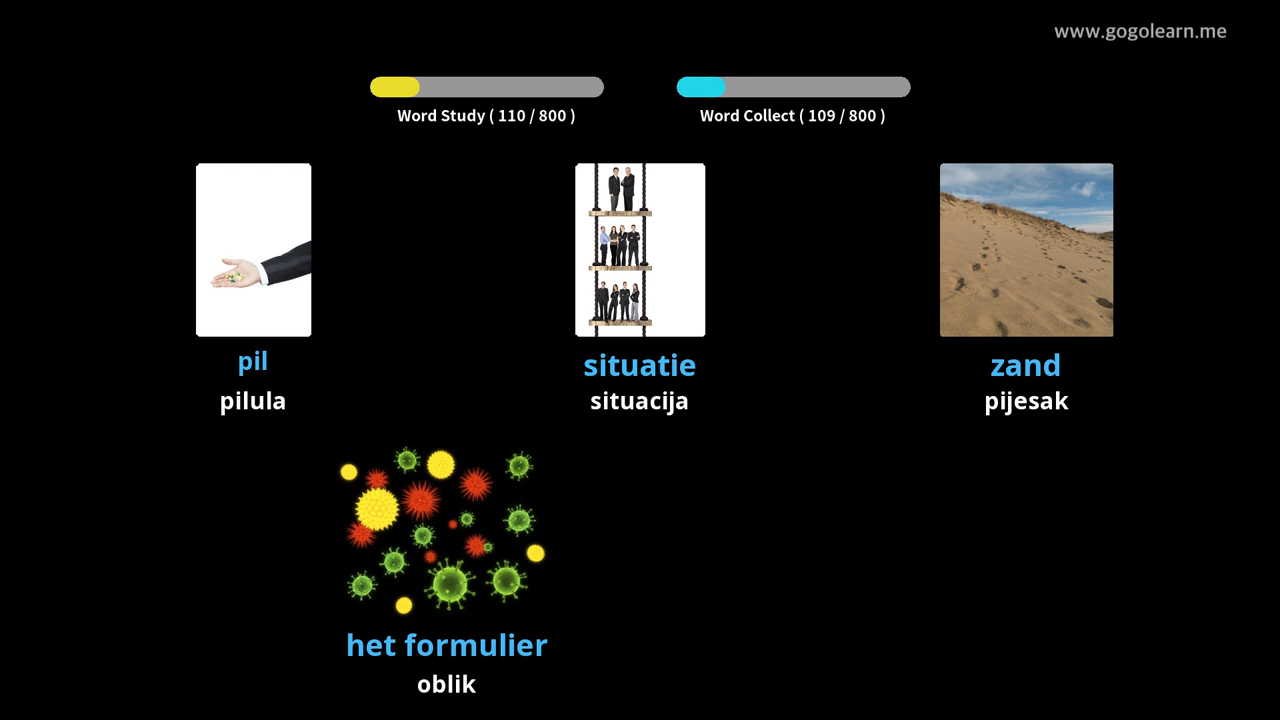 www.gogolearn.me
Word Study ( 110 / 800 )
Word Collect ( 109 / 800 )
pil
pilula
situatie
situacija
zand
pijesak
het formulier
oblik